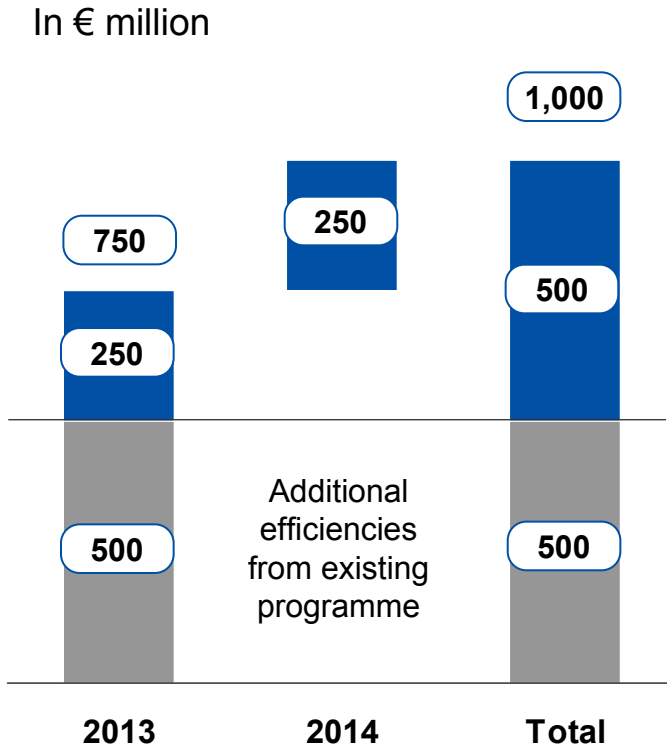 In € million
1,000
750
250
250
500
500
Additional
efficiencies
from existing
programme
500
2013
2014
Total